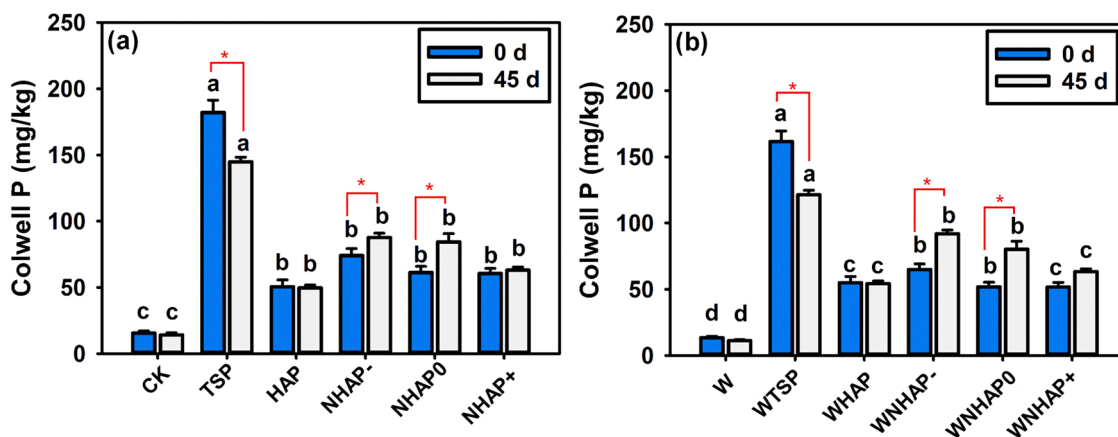 (a)
0 d
45 d
Colwell P (mg/kg)
250
200
150
100
50
0
*
a
a
*
*
c c
b b
b b
b b
b b
CK
TSP
HAP
NHAP-
NHAP0
NHAP+
(b)
0 d
45 d
Colwell P (mg/kg)
250
200
150
100
50
0
*
a
a
*
*
d d
c c
b b
b b
c c
W
WTSP
WHAP
WNHAP-
WNHAP0
WNHAP+